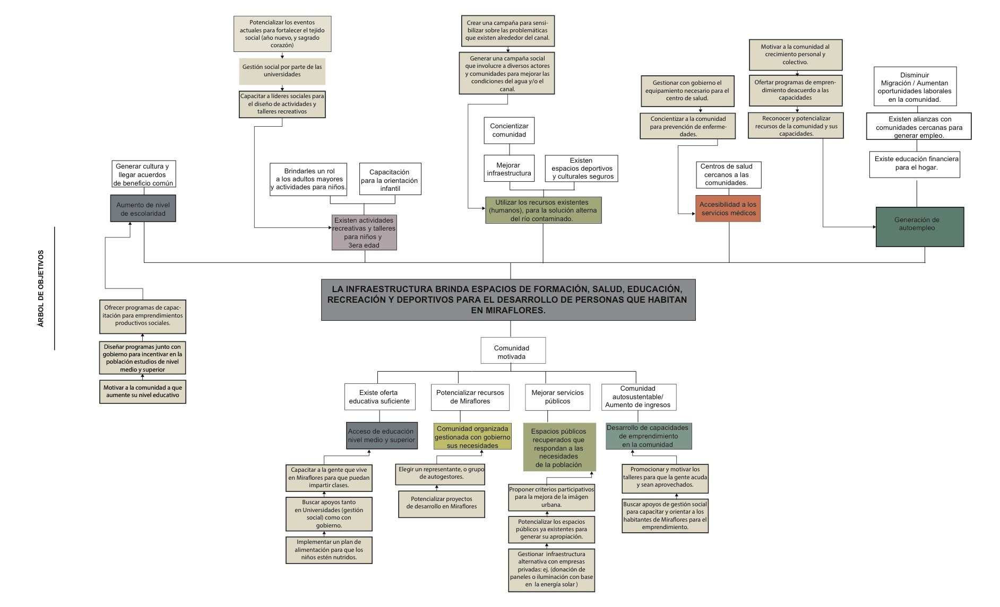 Potencializar los eventos
actuales para fortalecer el tejido
social (año nuevo, y sagrado
corazón)
Gestión social por parte de las
universidades
Capacitar a líderes sociales para
el diseño de actividades y
talleres recreativos
Crear una campaña para sensi-
bilizar sobre las problemáticas
que existen alrededor del canal.
Generar una campaña social
que involucre a diversos actores
y comunidades para mejorar las
condiciones del agua y/o el
canal.
Gestionar con gobierno el
equipamiento necesario para el
centro de salud.
Concientizar a la comunidad
para prevención de enferme-
dades.
Motivar a la comunidad al
crecimiento personal y
colectivo.
Ofertar programas de empren-
dimiento deacuerdo a las
capacidades
Reconocer y potencializar
recursos de la comunidad y sus
capacidades.
Disminuir
Migración / Aumentan
oportunidades laborales
en la comunidad.
Existen alianzas con
comunidades cercanas para
generar empleo.
Existe educación financiera
para el hogar.
Generar cultura y
llegar acuerdos
de beneficio común
Aumento de nivel
de escolaridad
Brindarles un rol
a los adultos mayores
y actividades para niños.
Capacitación
para la orientación
infantil
Existen actividades
recreativas y talleres
para niños y
3era edad
Concientizar
comunidad
Mejorar
infraestructura
Existen
espacios deportivos
y culturales seguros
Utilizar los recursos existentes
(humanos), para la solución alterna
del río contaminado.
Centros de salud
cercanos a las
comunidades.
Accesibilidad a los
servicios médicos
Generación de
autoempleo
ÁRBOL DE OBJETIVOS
LA INFRAESTRUCTURA BRINDA ESPACIOS DE FORMACIÓN, SALUD, EDUCACIÓN,
RECREACIÓN Y DEPORTIVOS PARA EL DESARROLLO DE PERSONAS QUE HABITAN
EN MIRAFLORES.
Ofrecer programas de capac-
itación para emprendimientos
productivos sociales.
Diseñar programas junto con
gobierno para incentivar en la
población estudios de nivel
medio y superior
Motivar a la comunidad a que
aumente su nivel educativo
Comunidad
motivada
Existe oferta
educativa suficiente
Potencializar recursos
de Miraflores
Mejorar servicios
públicos
Comunidad
autosustentable/
Aumento de ingresos
Acceso de educación
nivel medio y superior
Comunidad organizada
gestionada con gobierno
sus necesidades
Espacios públicos
recuperados que
respondan a las
necesidades
de la población
Desarrollo de capacidades
de emprendimiento
en la comunidad
Capacitar a la gente que vive
en Miraflores para que puedan
impartir clases.
Buscar apoyos tanto
en Universidades (gestión
social) como con
gobierno.
Implementar un plan de
alimentación para que los
niños estén nutridos.
Elegir un representante, o grupo
de autogestores.
Potencializar proyectos
de desarrollo en Miraflores
Proponer criterios participativos
para la mejora de la imágen
urbana.
Potencializar los espacios
públicos ya existentes para
generar su apropiación.
Gestionar infraestructura
alternativa con empresas
privadas: ej. (donación de
paneles o iluminación con base
en la energía solar )
Promocionar y motivar los
talleres para que la gente acuda
y sean aprovechados.
Buscar apoyos de gestión social
para capacitar y orientar a los
habitantes de Miraflores para el
emprendimiento.